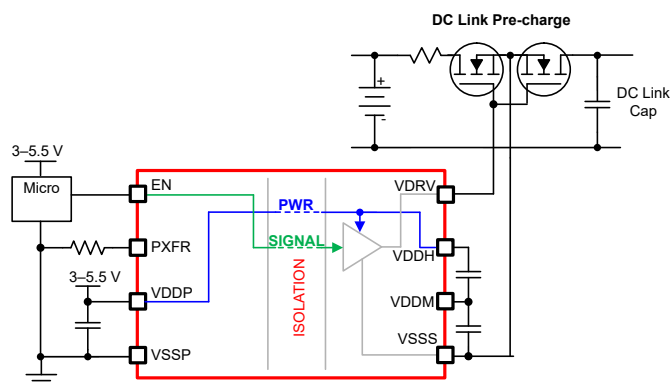 DC Link Pre-charge
+
-
DC Link
Cap
3–5.5 V
Micro
EN
PWR
VDRV
SIGNAL
PXFR
VDDH
3–5.5 V
ISOLATION
VDDP
VDDM
VSSS
VSSP